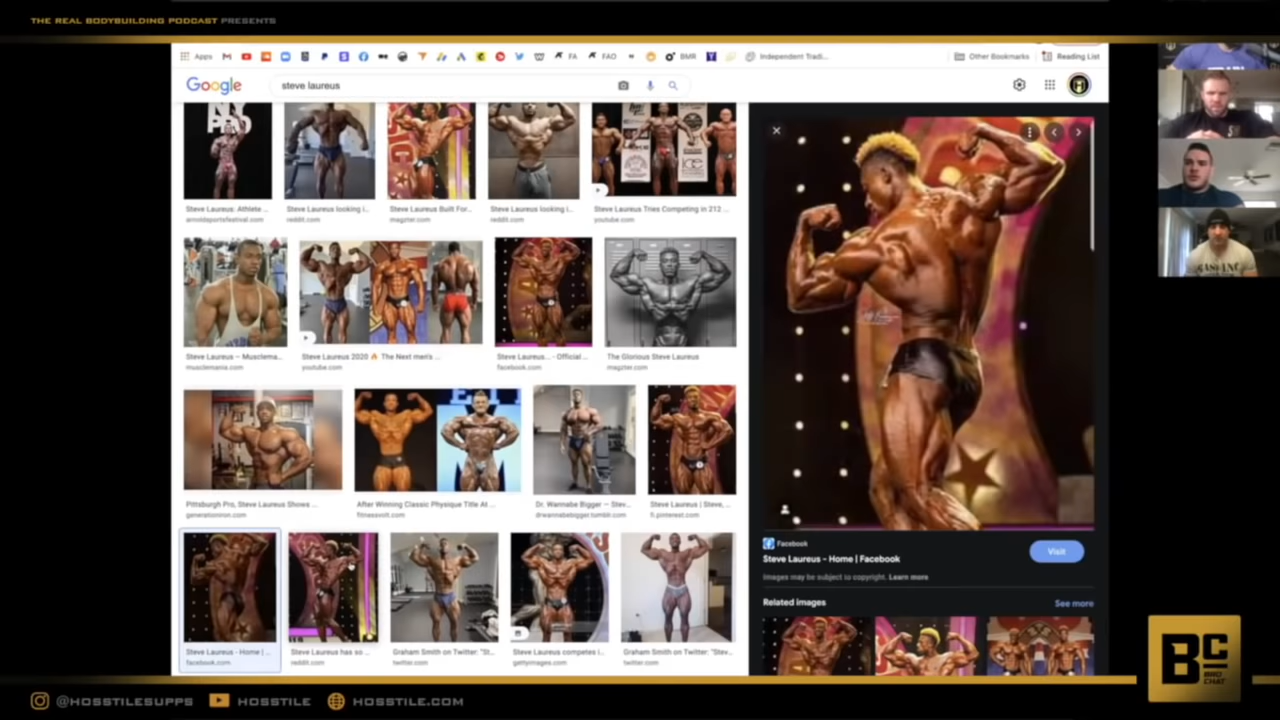 THE REAL BODYBUILDING PODCAST PRESENTS
Apps
FA
FAO
BMR
Independent Tradi...
Other Bookmarks
Reading List
Google
steve laureus
NY
PRO
Steve Laureus: Athlete ...
arnoldsportsfestival.com
Steve Laureus looking i...
reddit.com
Steve Laureus Built For...
magzter.com
Steve Laureus looking i...
reddit.com
Steve Laureus Tries Competing in 212 ...
youtube.com
Steve Laureus – Musclema...
musclemania.com
Steve Laureus 2020 🔥 The Next men's ...
youtube.com
Steve Laureus... - Official ...
facebook.com
The Glorious Steve Laureus
magzter.com
Pittsburgh Pro, Steve Laureus Shows ...
generationiron.com
After Winning Classic Physique Title At ...
fitnessvolt.com
Dr. Wannabe Bigger — Stev...
drwannabebigger.tumblr.com
Steve Laureus | Steve, ...
fi.pinterest.com
Steve Laureus - Home | ...
facebook.com
Steve Laureus has so ...
reddit.com
Graham Smith on Twitter: "St...
twitter.com
Steve Laureus competes i...
gettyimages.com
Graham Smith on Twitter: "Stev...
twitter.com
Facebook
Steve Laureus - Home | Facebook
Visit
Images may be subject to copyright. Learn more
Related images
See more
BC
BRO
CHAT
@HOSSTILESUPPS
HOSSTILE
HOSSTILE.COM